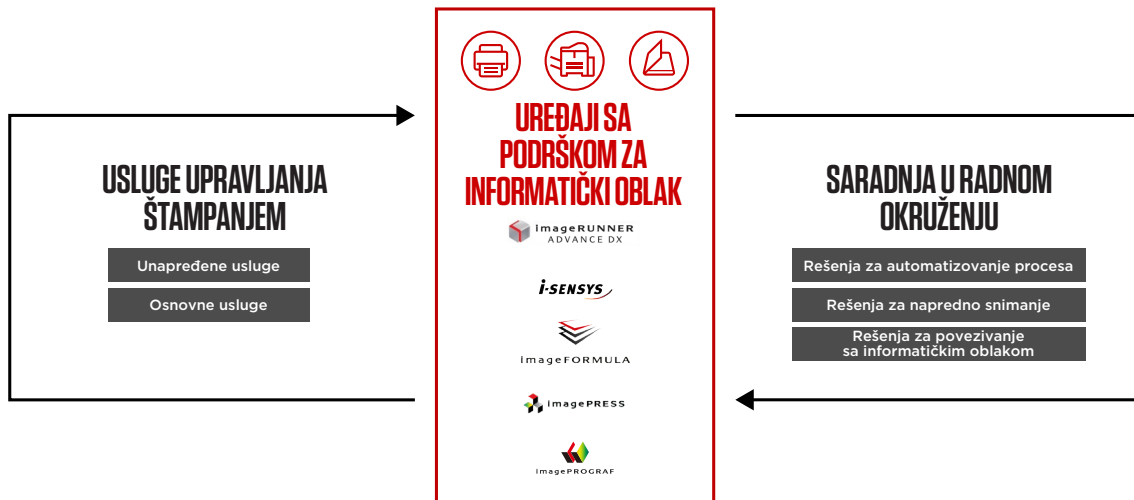 USLUGE UPRAVLJANJA
ŠTAMPANJEM
Unapređene usluge
Osnovne usluge
UREĐAJI SA
PODRŠKOM ZA
INFORMATIČKI OBLAK
imageRUNNER
ADVANCE DX
i-SENSYS
imageFORMULA
imagePRESS
imagePROGRAF
SARADNJA U RADNOM
OKRUŽENJU
Rešenja za automatizovanje procesa
Rešenja za napredno snimanje
Rešenja za povezivanje
sa informatičkim oblakom